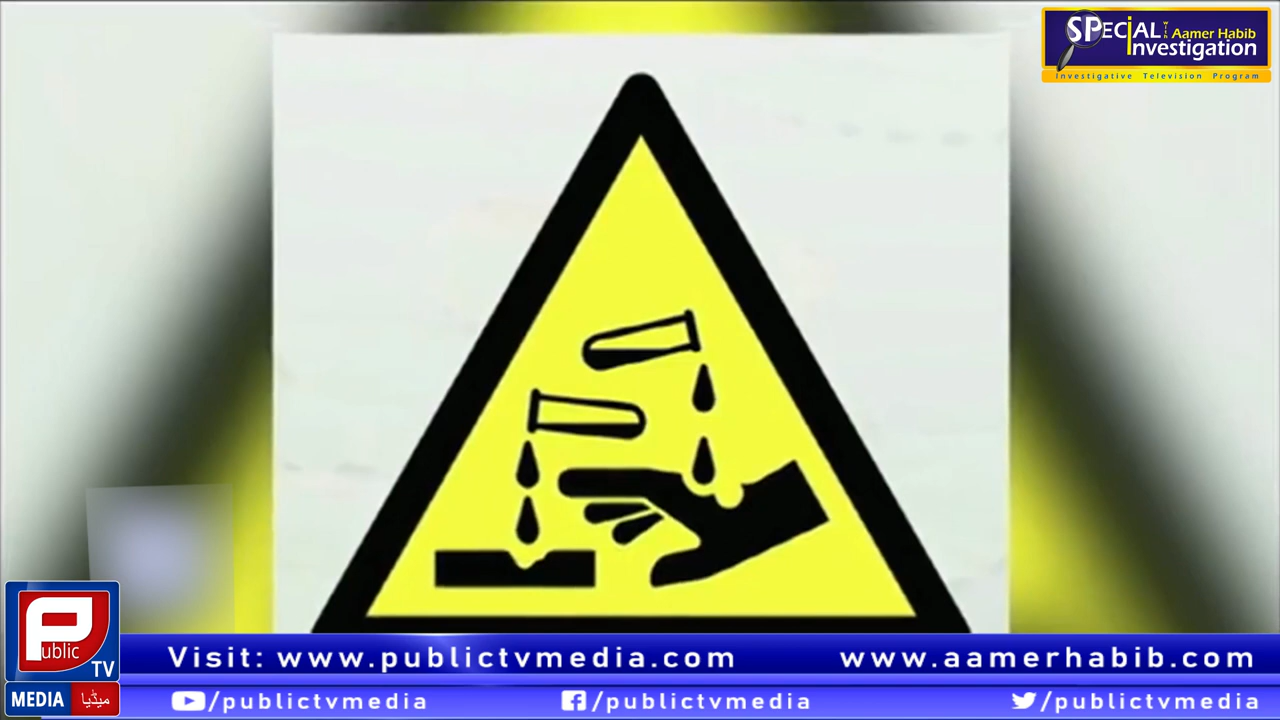 SPECIAL WITH Aamer Habib
Investigation
Investigative Television Program
Public
TV
MEDIA میڈیا
Visit: www.publictvmedia.com www.aamerhabib.com
/publictvmedia /publictvmedia /publictvmedia